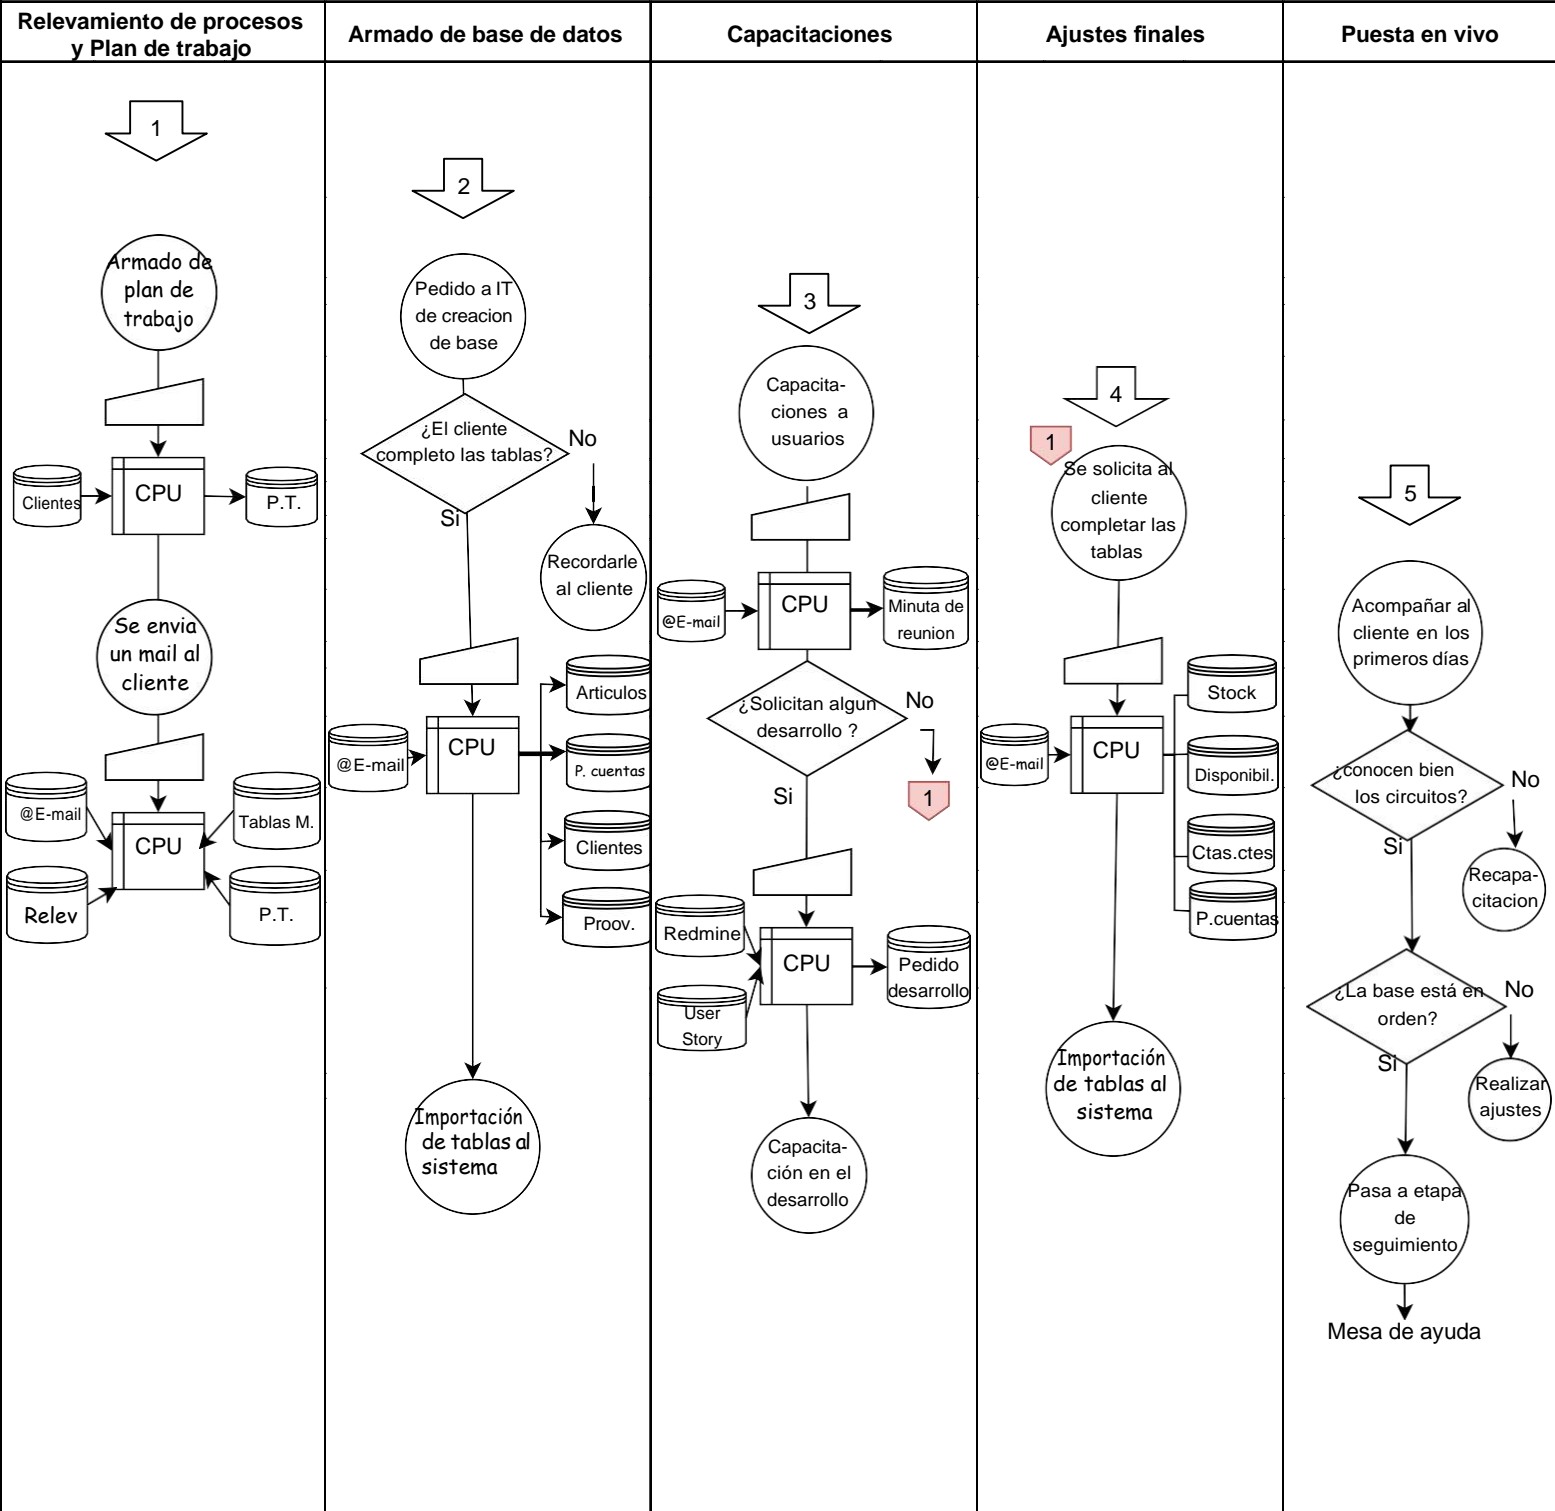 Relevamiento de procesos
y Plan de trabajo
Armado de base de datos
Capacitaciones
Ajustes finales
Puesta en vivo
1
Armado de
plan de
trabajo
Clientes
CPU
P.T.
Se envia
un mail al
cliente
@E-mail
Tablas M.
CPU
Relev
P.T.
2
Pedido a IT
de creacion
de base
¿El cliente
completo las tablas?
No
Si
Recordarle
al cliente
Articulos
@E-mail
CPU
P. cuentas
Clientes
Proov.
Importación
de tablas al
sistema
3
Capacita-
ciones a
usuarios
@E-mail
CPU
Minuta de
reunion
¿Solicitan algun
desarrollo ?
No
Si
1
Redmine
CPU
Pedido
desarrollo
User
Story
Capacita-
ción en el
desarrollo
4
1
Se solicita al
cliente
completar las
tablas
Stock
@E-mail
CPU
Disponibil.
Ctas.ctes
P.cuentas
Importación
de tablas al
sistema
5
Acompañar al
cliente en los
primeros días
¿conocen bien
los circuitos?
No
Si
Recapa-
citacion
¿La base está en
orden?
No
Si
Realizar
ajustes
Pasa a etapa
de
seguimiento
Mesa de ayuda